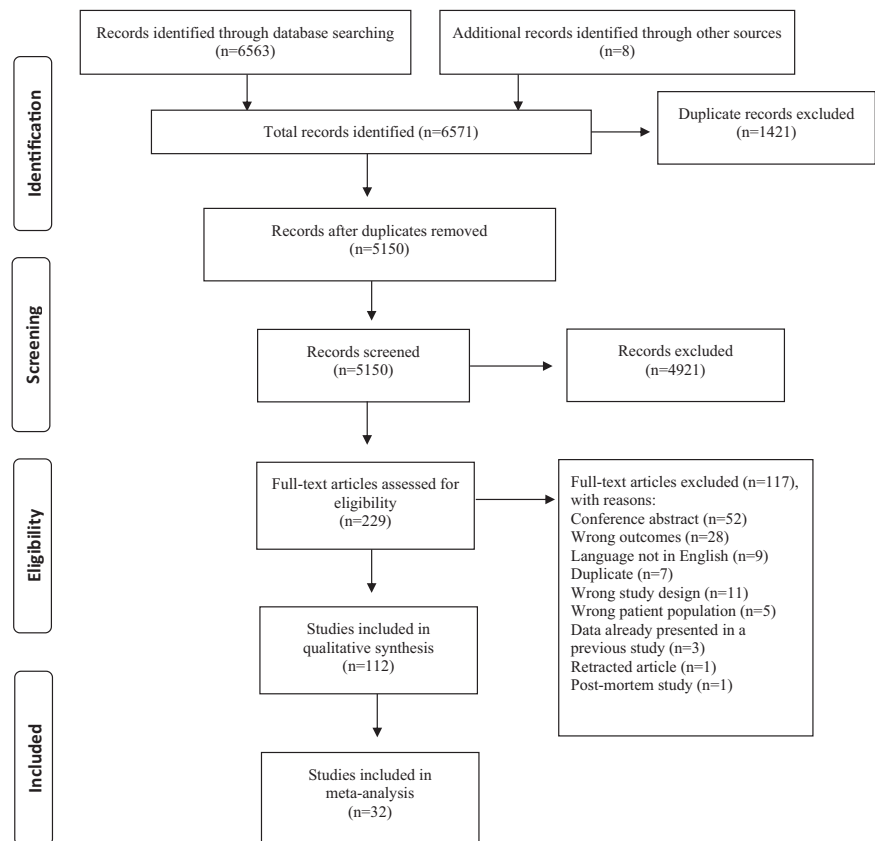 Records identified through database searching
(n=6563)
Additional records identified through other sources
(n=8)
Identification
Total records identified (n=6571)
Duplicate records excluded
(n=1421)
Records after duplicates removed
(n=5150)
Screening
Records screened
(n=5150)
Records excluded
(n=4921)
Eligibility
Full-text articles assessed for
eligibility
(n=229)
Full-text articles excluded (n=117),
with reasons:
Conference abstract (n=52)
Wrong outcomes (n=28)
Language not in English (n=9)
Duplicate (n=7)
Wrong study design (n=11)
Wrong patient population (n=5)
Data already presented in a
previous study (n=3)
Retracted article (n=1)
Post-mortem study (n=1)
Studies included in
qualitative synthesis
(n=112)
Included
Studies included in
meta-analysis
(n=32)